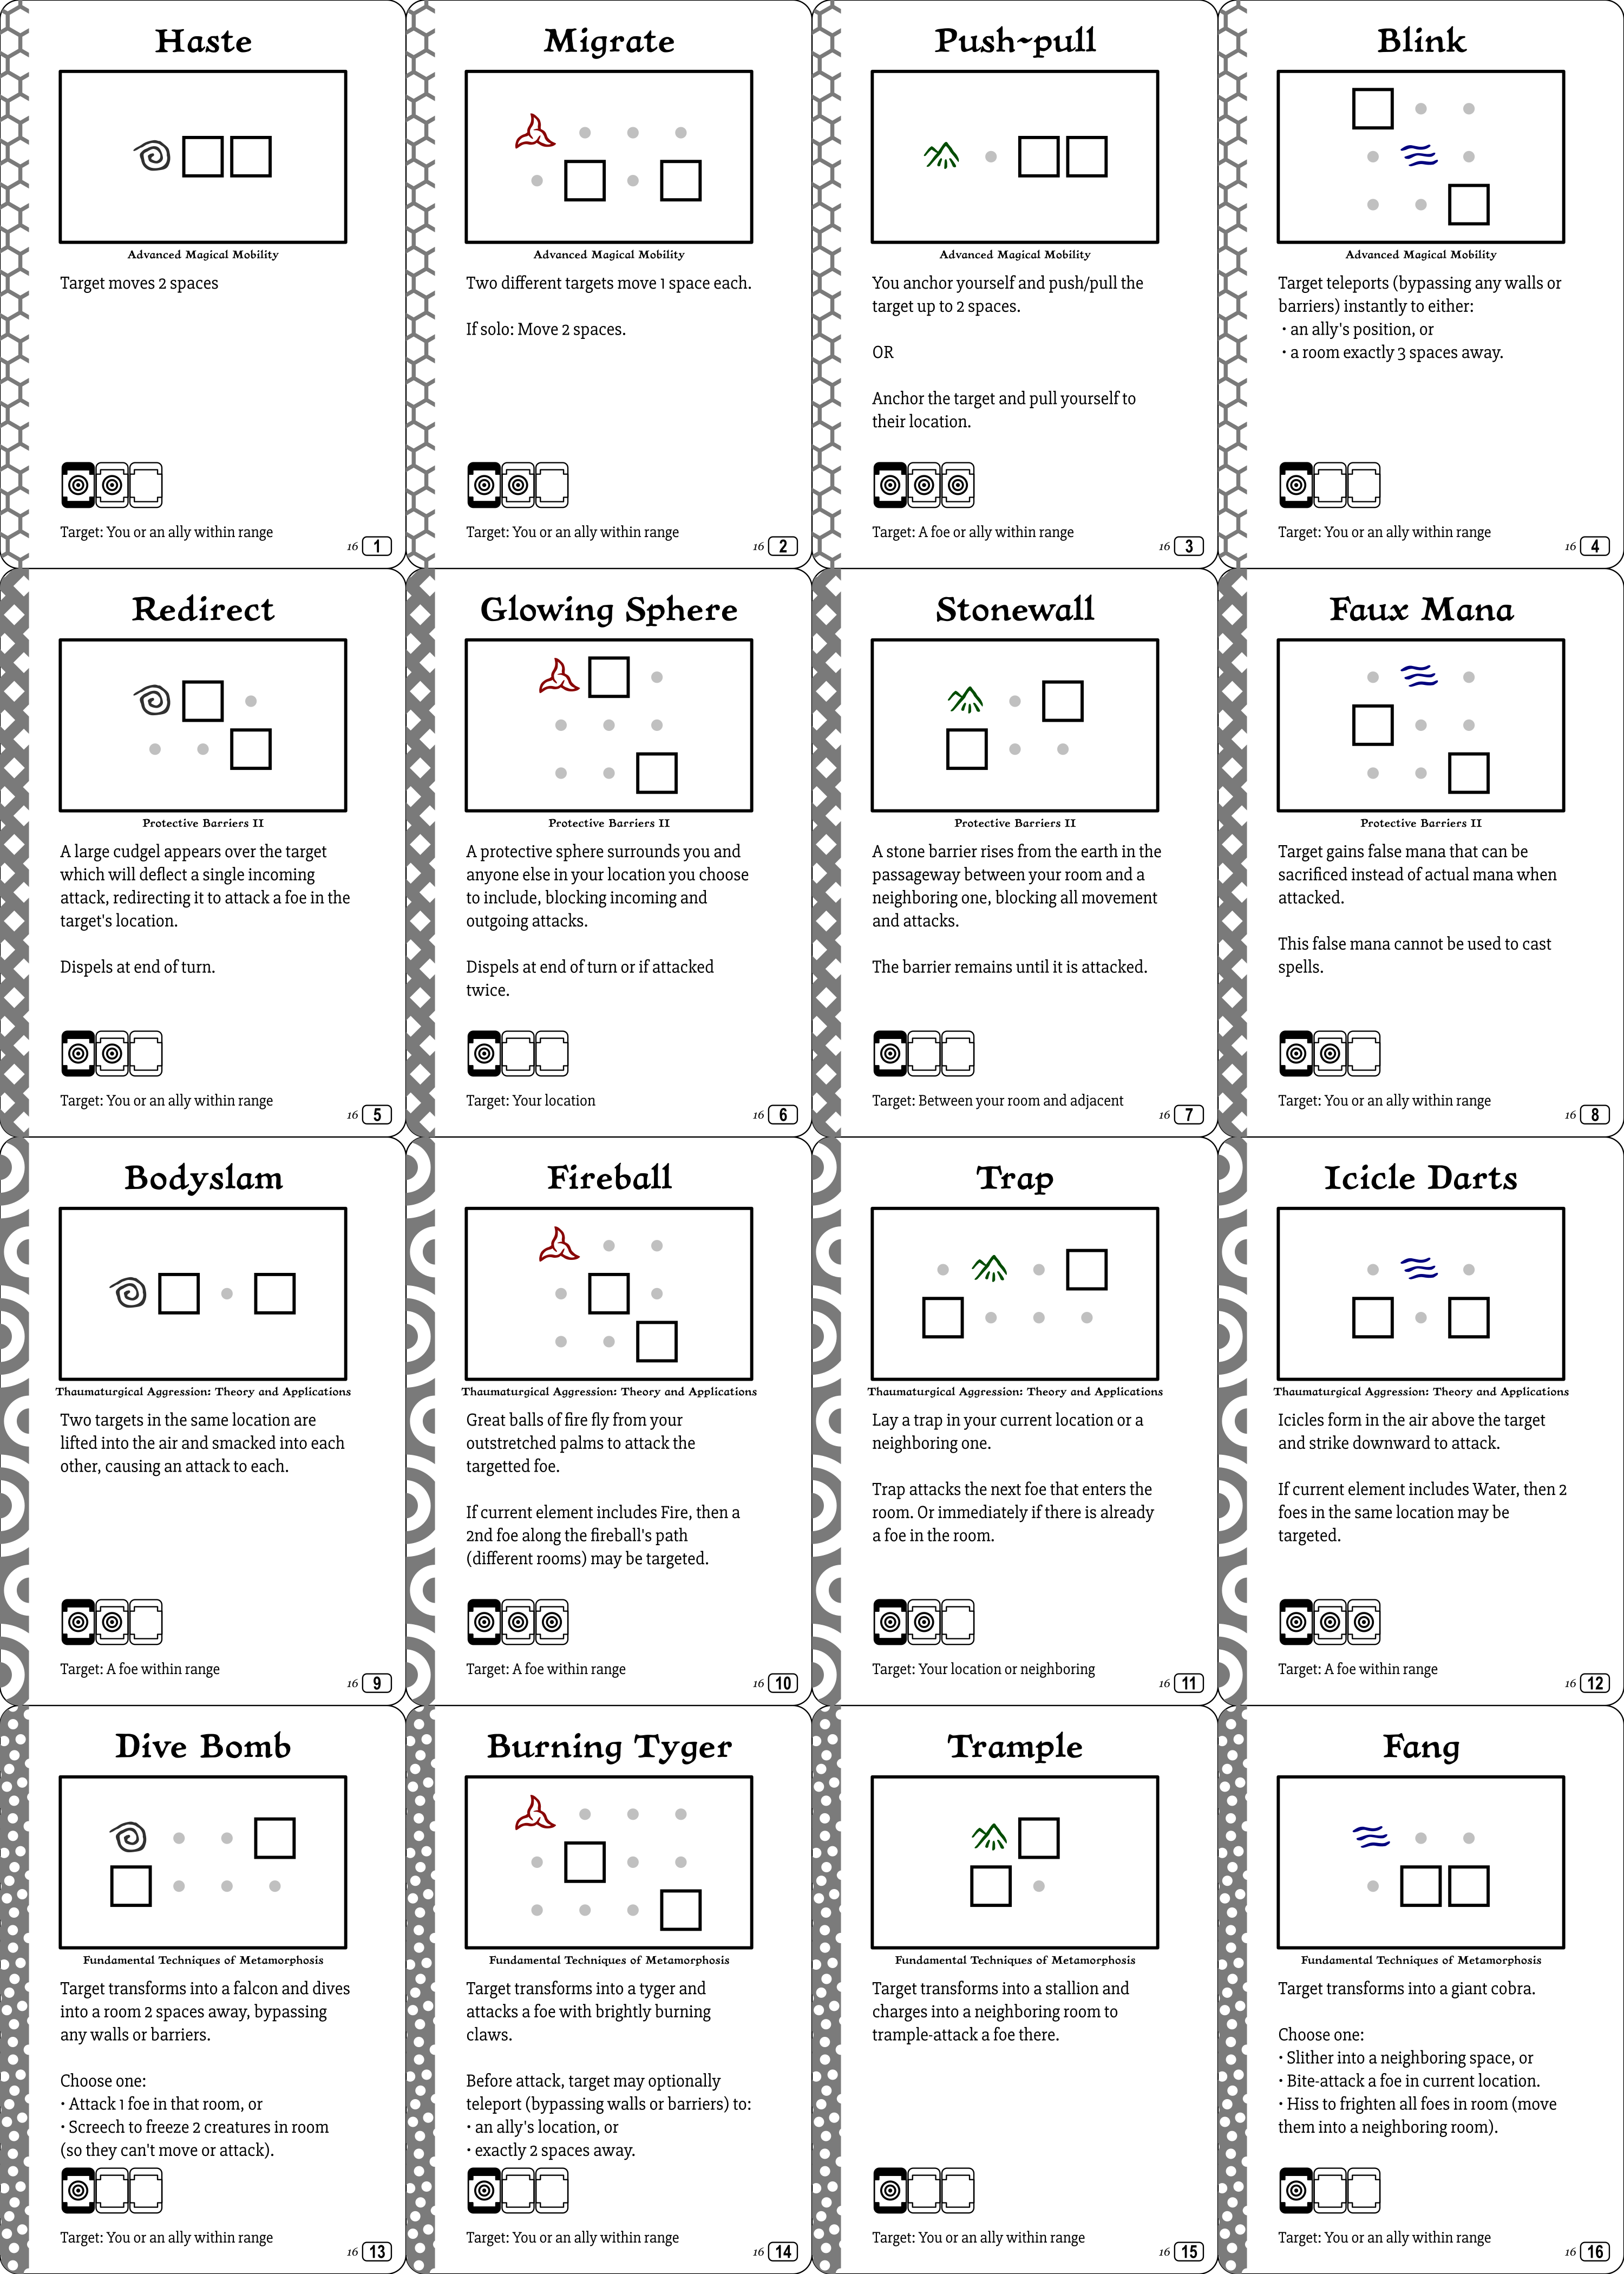 Haste
Advanced Magical Mobility
Target moves 2 spaces
Target: You or an ally within range
16 1
Migrate
Advanced Magical Mobility
Two different targets move 1 space each.
If solo: Move 2 spaces.
Target: You or an ally within range
16 2
Push~pull
Advanced Magical Mobility
You anchor yourself and push/pull the
target up to 2 spaces.
OR
Anchor the target and pull yourself to
their location.
Target: A foe or ally within range
16 3
Blink
Advanced Magical Mobility
Target teleports (bypassing any walls or
barriers) instantly to either:
• an ally's position, or
• a room exactly 3 spaces away.
Target: You or an ally within range
16 4
Redirect
Protective Barriers II
A large cudgel appears over the target
which will deflect a single incoming
attack, redirecting it to attack a foe in the
target's location.
Dispels at end of turn.
Target: You or an ally within range
16 5
Glowing Sphere
Protective Barriers II
A protective sphere surrounds you and
anyone else in your location you choose
to include, blocking incoming and
outgoing attacks.
Dispels at end of turn or if attacked
twice.
Target: Your location
16 6
Stonewall
Protective Barriers II
A stone barrier rises from the earth in the
passageway between your room and a
neighboring one, blocking all movement
and attacks.
The barrier remains until it is attacked.
Target: Between your room and adjacent
16 7
Faux Mana
Protective Barriers II
Target gains false mana that can be
sacrificed instead of actual mana when
attacked.
This false mana cannot be used to cast
spells.
Target: You or an ally within range
16 8
Bodyslam
Thaumaturgical Aggression: Theory and Applications
Two targets in the same location are
lifted into the air and smacked into each
other, causing an attack to each.
Target: A foe within range
16 9
Fireball
Thaumaturgical Aggression: Theory and Applications
Great balls of fire fly from your
outstretched palms to attack the
targetted foe.
If current element includes Fire, then a
2nd foe along the fireball's path
(different rooms) may be targeted.
Target: A foe within range
16 10
Trap
Thaumaturgical Aggression: Theory and Applications
Lay a trap in your current location or a
neighboring one.
Trap attacks the next foe that enters the
room. Or immediately if there is already
a foe in the room.
Target: Your location or neighboring
16 11
Icicle Darts
Thaumaturgical Aggression: Theory and Applications
Icicles form in the air above the target
and strike downward to attack.
If current element includes Water, then 2
foes in the same location may be
targeted.
Target: A foe within range
16 12
Dive Bomb
Fundamental Techniques of Metamorphosis
Target transforms into a falcon and dives
into a room 2 spaces away, bypassing
any walls or barriers.
Choose one:
• Attack 1 foe in that room, or
• Screech to freeze 2 creatures in room
(so they can't move or attack).
Target: You or an ally within range
16 13
Burning Tyger
Fundamental Techniques of Metamorphosis
Target transforms into a tyger and
attacks a foe with brightly burning
claws.
Before attack, target may optionally
teleport (bypassing walls or barriers) to:
• an ally's location, or
• exactly 2 spaces away.
Target: You or an ally within range
16 14
Trample
Fundamental Techniques of Metamorphosis
Target transforms into a stallion and
charges into a neighboring room to
trample-attack a foe there.
Target: You or an ally within range
16 15
Fang
Fundamental Techniques of Metamorphosis
Target transforms into a giant cobra.
Choose one:
• Slither into a neighboring space, or
• Bite-attack a foe in current location.
• Hiss to frighten all foes in room (move
them into a neighboring room).
Target: You or an ally within range
16 16